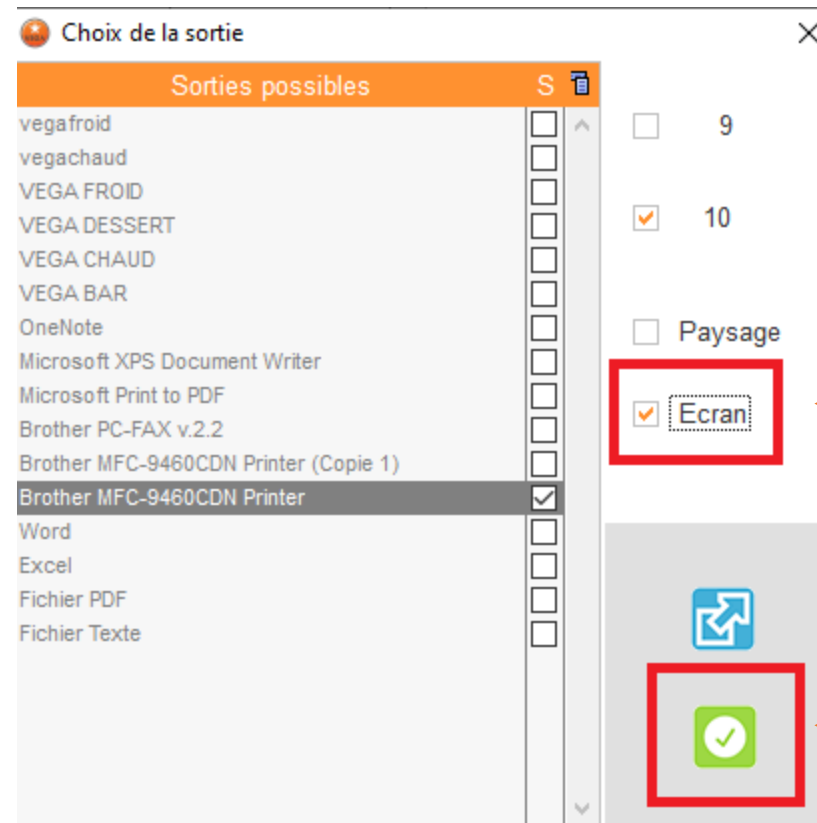 Choix de la sortie
Sorties possibles S
vegafroid
vegachaud
VEGA FROID
VEGA DESSERT
VEGA CHAUD
VEGA BAR
OneNote
Microsoft XPS Document Writer
Microsoft Print to PDF
Brother PC-FAX v.2.2
Brother MFC-9460CDN Printer (Copie 1)
Brother MFC-9460CDN Printer
Word
Excel
Fichier PDF
Fichier Texte
9
10
Paysage
Ecran